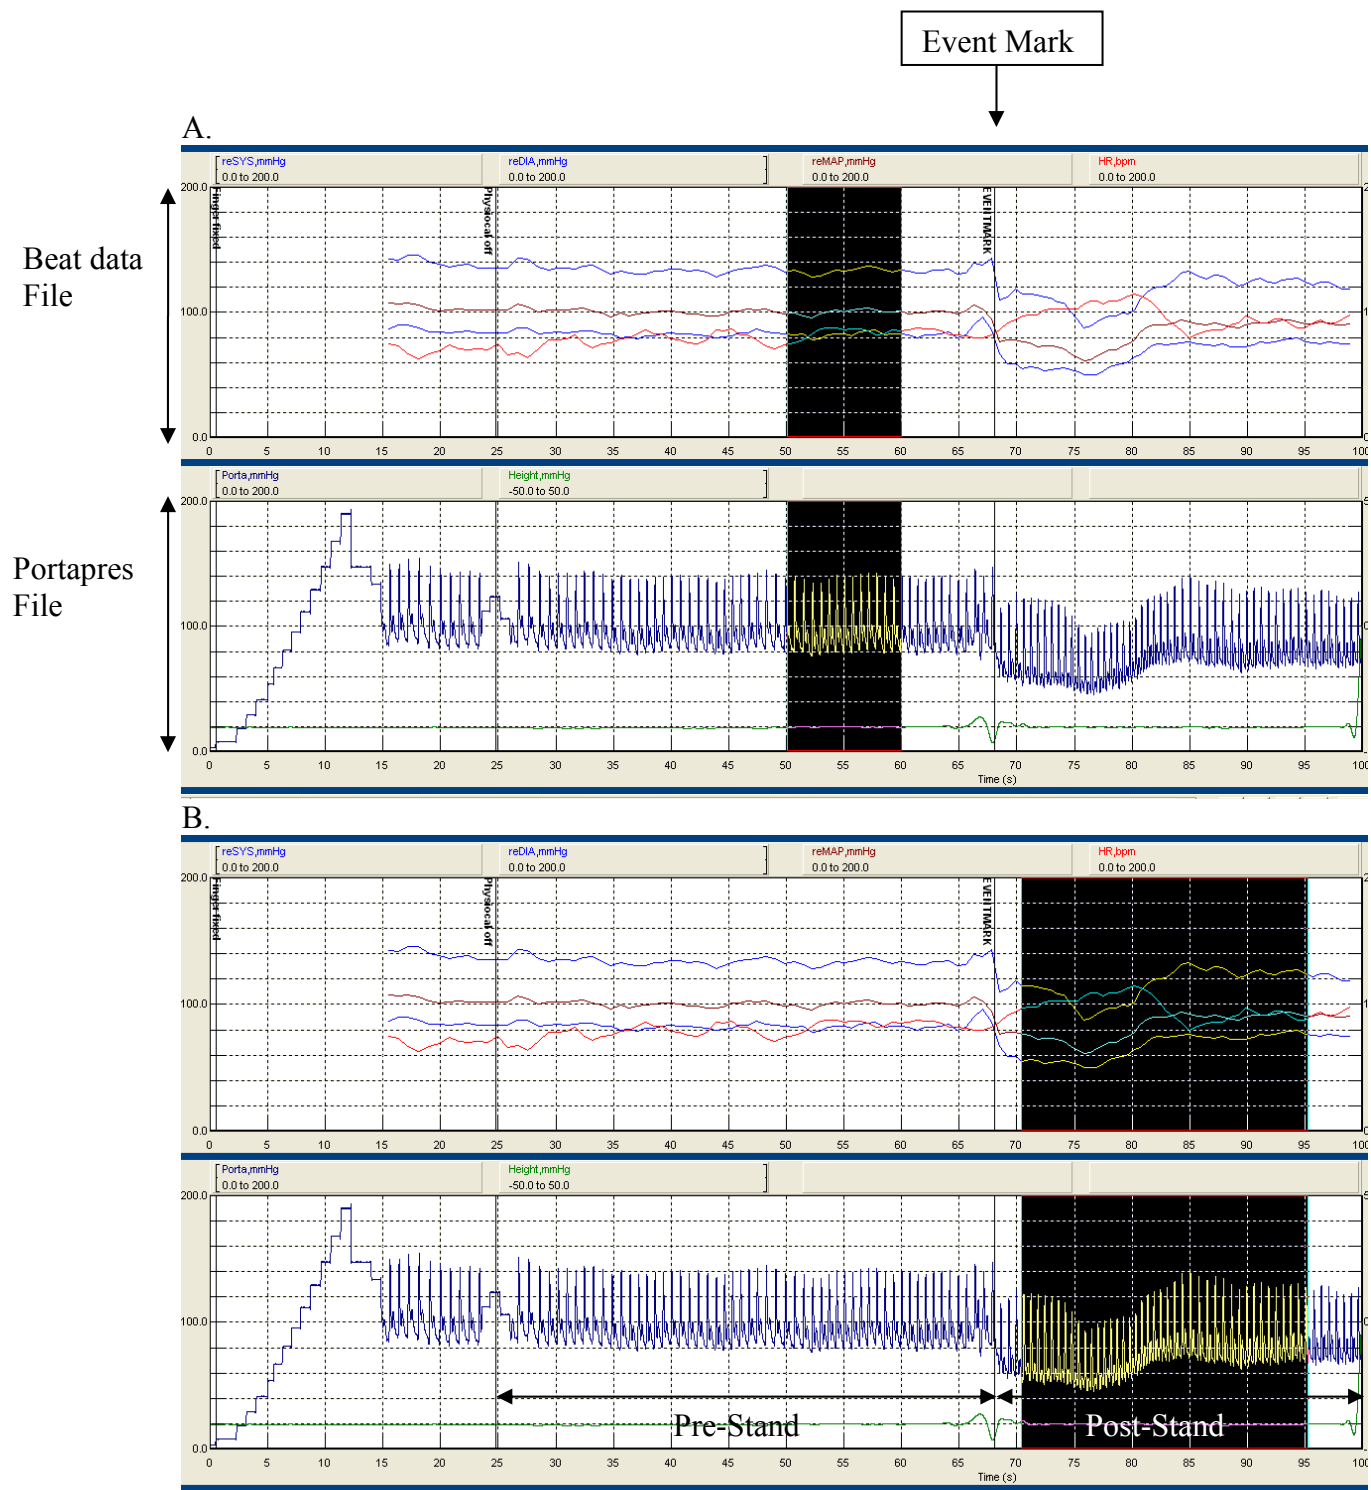 Event Mark
A.
Beat data
File
reSYS,mmHg
0.0 to 200.0
reDIA,mmHg
0.0 to 200.0
reMAP,mmHg
0.0 to 200.0
HR,bpm
0.0 to 200.0
200.0
100.0
0.0
Finger fixed
Physiocal off
EVENTMARK
0 5 10 15 20 25 30 35 40 45 50 55 60 65 70 75 80 85 90 95 100
Portapres
File
Porta,mmHg
0.0 to 200.0
Height,mmHg
-50.0 to 50.0
200.0
100.0
0.0
0 5 10 15 20 25 30 35 40 45 50 55 60 65 70 75 80 85 90 95 100
Time (s)
B.
reSYS,mmHg
0.0 to 200.0
reDIA,mmHg
0.0 to 200.0
reMAP,mmHg
0.0 to 200.0
HR,bpm
0.0 to 200.0
200.0
100.0
0.0
Finger fixed
Physiocal off
EVENTMARK
0 5 10 15 20 25 30 35 40 45 50 55 60 65 70 75 80 85 90 95 100
Porta,mmHg
0.0 to 200.0
Height,mmHg
-50.0 to 50.0
200.0
100.0
0.0
Pre-Stand
Post-Stand
0 5 10 15 20 25 30 35 40 45 50 55 60 65 70 75 80 85 90 95 100
Time (s)